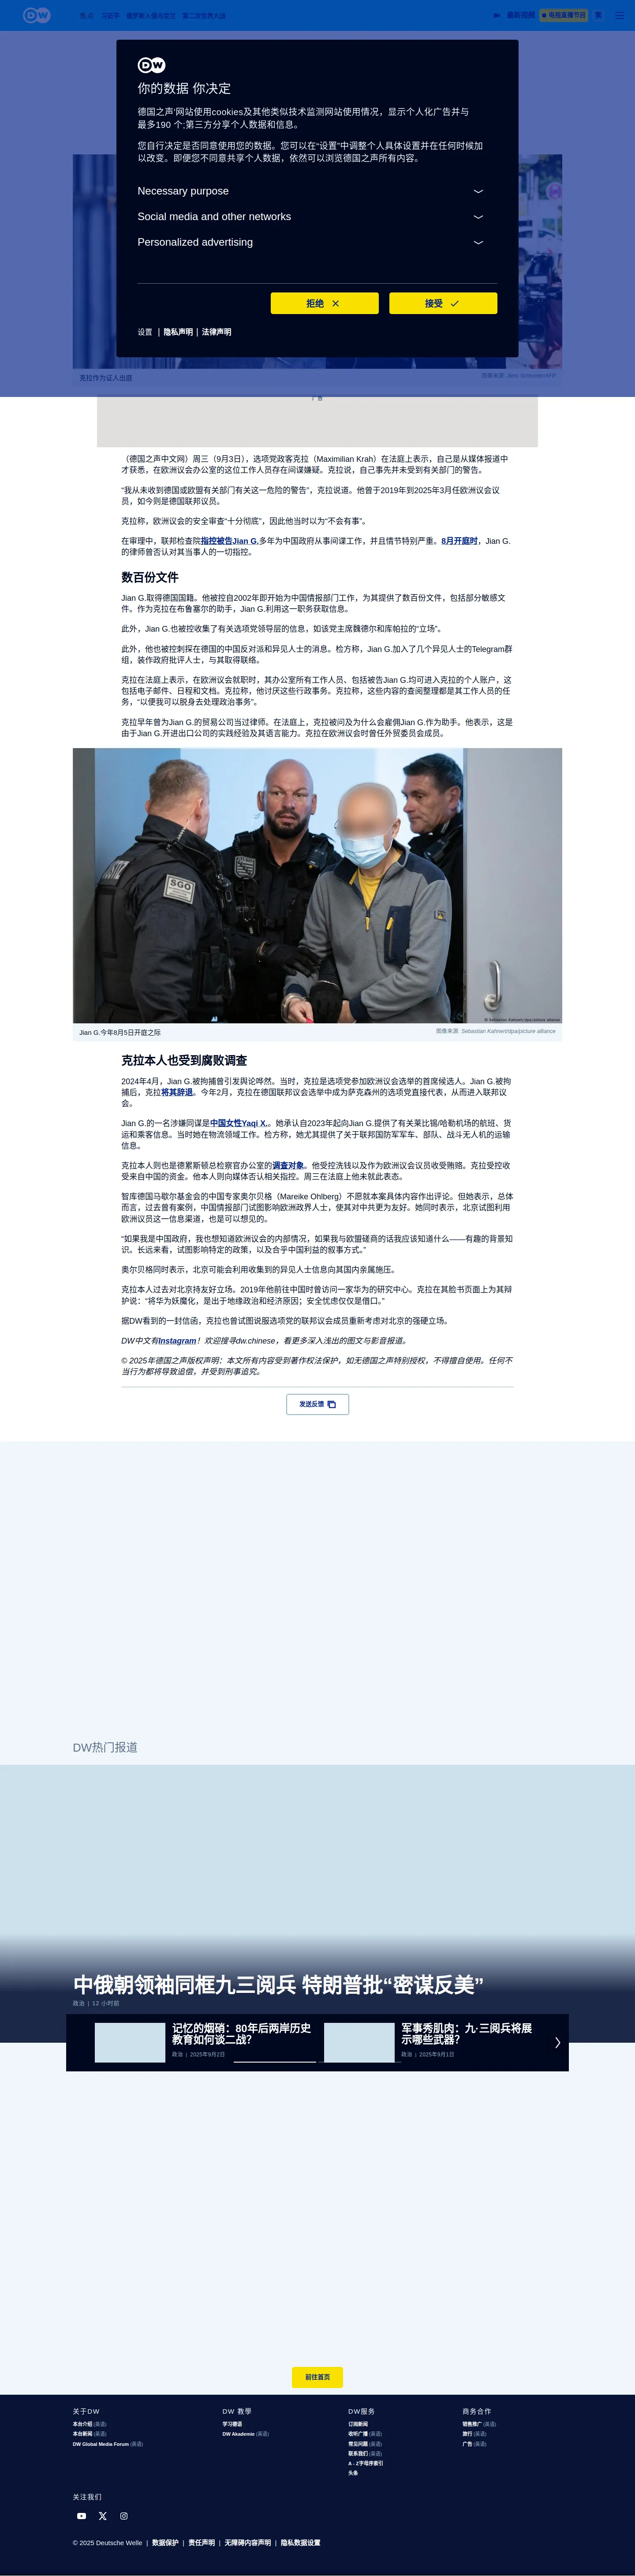 DW
热点 习近平 俄罗斯入侵乌克兰 第二次世界大战
最新视频 电视直播节目 繁
DW
你的数据 你决定
德国之声'网站使用cookies及其他类似技术监测网站使用情况，显示个人化广告并与
最多190 个;第三方分享个人数据和信息。
您自行决定是否同意使用您的数据。您可以在“设置”中调整个人具体设置并在任何时候加
以改变。即便您不同意共享个人数据，依然可以浏览德国之声所有内容。
Necessary purpose
Social media and other networks
Personalized advertising
拒绝 接受
设置 | 隐私声明 | 法律声明
克拉作为证人出庭
图像来源: Jens Schlueter/AFP
广告
（德国之声中文网）周三（9月3日），选项党政客克拉（Maximilian Krah）在法庭上表示，自己是从媒体报道中
才获悉，在欧洲议会办公室的这位工作人员存在间谍嫌疑。克拉说，自己事先并未受到有关部门的警告。
“我从未收到德国或欧盟有关部门有关这一危险的警告”，克拉说道。他曾于2019年到2025年3月任欧洲议会议
员，如今则是德国联邦议员。
克拉称，欧洲议会的安全审查“十分彻底”，因此他当时以为“不会有事”。
在审理中，联邦检查院指控被告Jian G.多年为中国政府从事间谍工作，并且情节特别严重。8月开庭时，Jian G.
的律师曾否认对其当事人的一切指控。
数百份文件
Jian G.取得德国国籍。他被控自2002年即开始为中国情报部门工作，为其提供了数百份文件，包括部分敏感文
件。作为克拉在布鲁塞尔的助手，Jian G.利用这一职务获取信息。
此外，Jian G.也被控收集了有关选项党领导层的信息，如该党主席魏德尔和库帕拉的“立场”。
此外，他也被控刺探在德国的中国反对派和异见人士的消息。检方称，Jian G.加入了几个异见人士的Telegram群
组，装作政府批评人士，与其取得联络。
克拉在法庭上表示，在欧洲议会就职时，其办公室所有工作人员、包括被告Jian G.均可进入克拉的个人账户，这
包括电子邮件、日程和文档。克拉称，他讨厌这些行政事务。克拉称，这些内容的查阅整理都是其工作人员的任
务，“以便我可以脱身去处理政治事务”。
克拉早年曾为Jian G.的贸易公司当过律师。在法庭上，克拉被问及为什么会雇佣Jian G.作为助手。他表示，这是
由于Jian G.开进出口公司的实践经验及其语言能力。克拉在欧洲议会时曾任外贸委员会成员。
SGO
© Sebastian Kahnert/dpa/picture alliance
Jian G.今年8月5日开庭之际
图像来源: Sebastian Kahnert/dpa/picture alliance
克拉本人也受到腐败调查
2024年4月，Jian G.被拘捕曾引发舆论哗然。当时，克拉是选项党参加欧洲议会选举的首席候选人。Jian G.被拘
捕后，克拉将其辞退。今年2月，克拉在德国联邦议会选举中成为萨克森州的选项党直接代表，从而进入联邦议
会。
Jian G.的一名涉嫌同谋是中国女性Yaqi X.。她承认自2023年起向Jian G.提供了有关莱比锡/哈勒机场的航班、货
运和乘客信息。当时她在物流领域工作。检方称，她尤其提供了关于联邦国防军军车、部队、战斗无人机的运输
信息。
克拉本人则也是德累斯顿总检察官办公室的调查对象。他受控洗钱以及作为欧洲议会议员收受贿赂。克拉受控收
受来自中国的资金。他本人则向媒体否认相关指控。周三在法庭上他未就此表态。
智库德国马歇尔基金会的中国专家奥尔贝格（Mareike Ohlberg）不愿就本案具体内容作出评论。但她表示，总体
而言，过去曾有案例，中国情报部门试图影响欧洲政界人士，使其对中共更为友好。她同时表示，北京试图利用
欧洲议员这一信息渠道，也是可以想见的。
“如果我是中国政府，我也想知道欧洲议会的内部情况，如果我与欧盟磋商的话我应该知道什么——有趣的背景知
识。长远来看，试图影响特定的政策，以及合乎中国利益的叙事方式。”
奥尔贝格同时表示，北京可能会利用收集到的异见人士信息向其国内亲属施压。
克拉本人过去对北京持友好立场。2019年他前往中国时曾访问一家华为的研究中心。克拉在其脸书页面上为其辩
护说：“将华为妖魔化，是出于地缘政治和经济原因；安全忧虑仅仅是借口。”
据DW看到的一封信函，克拉也曾试图说服选项党的联邦议会成员重新考虑对北京的强硬立场。
DW中文有Instagram！欢迎搜寻dw.chinese，看更多深入浅出的图文与影音报道。
© 2025年德国之声版权声明：本文所有内容受到著作权法保护，如无德国之声特别授权，不得擅自使用。任何不
当行为都将导致追偿，并受到刑事追究。
发送反馈
DW热门报道
中俄朝领袖同框九三阅兵 特朗普批“密谋反美”
政治 | 12 小时前
记忆的烟硝：80年后两岸历史
教育如何谈二战？
政治 | 2025年9月2日
军事秀肌肉：九·三阅兵将展
示哪些武器？
政治 | 2025年9月1日
前往首页
关于DW
本台介绍 (英语)
本台新闻 (英语)
DW Global Media Forum (英语)
DW 教學
学习德语
DW Akademie (英语)
DW服务
订阅新闻
收听广播 (英语)
常见问题 (英语)
联系我们 (英语)
A - Z字母序索引
头条
商务合作
销售推广 (英语)
旅行 (英语)
广告 (英语)
关注我们
© 2025 Deutsche Welle | 数据保护 | 责任声明 | 无障碍内容声明 | 隐私数据设置